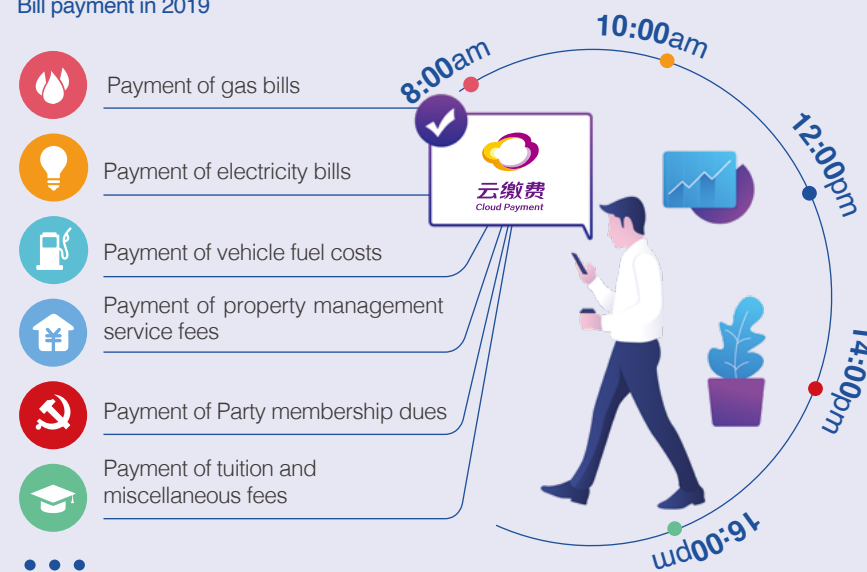 Bill payment in 2019
Payment of gas bills
Payment of electricity bills
Payment of vehicle fuel costs
Payment of property management
service fees
Payment of Party membership dues
Payment of tuition and
miscellaneous fees
云缴费
Cloud Payment
8:00am
10:00am
12:00pm
14:00pm
16:00pm